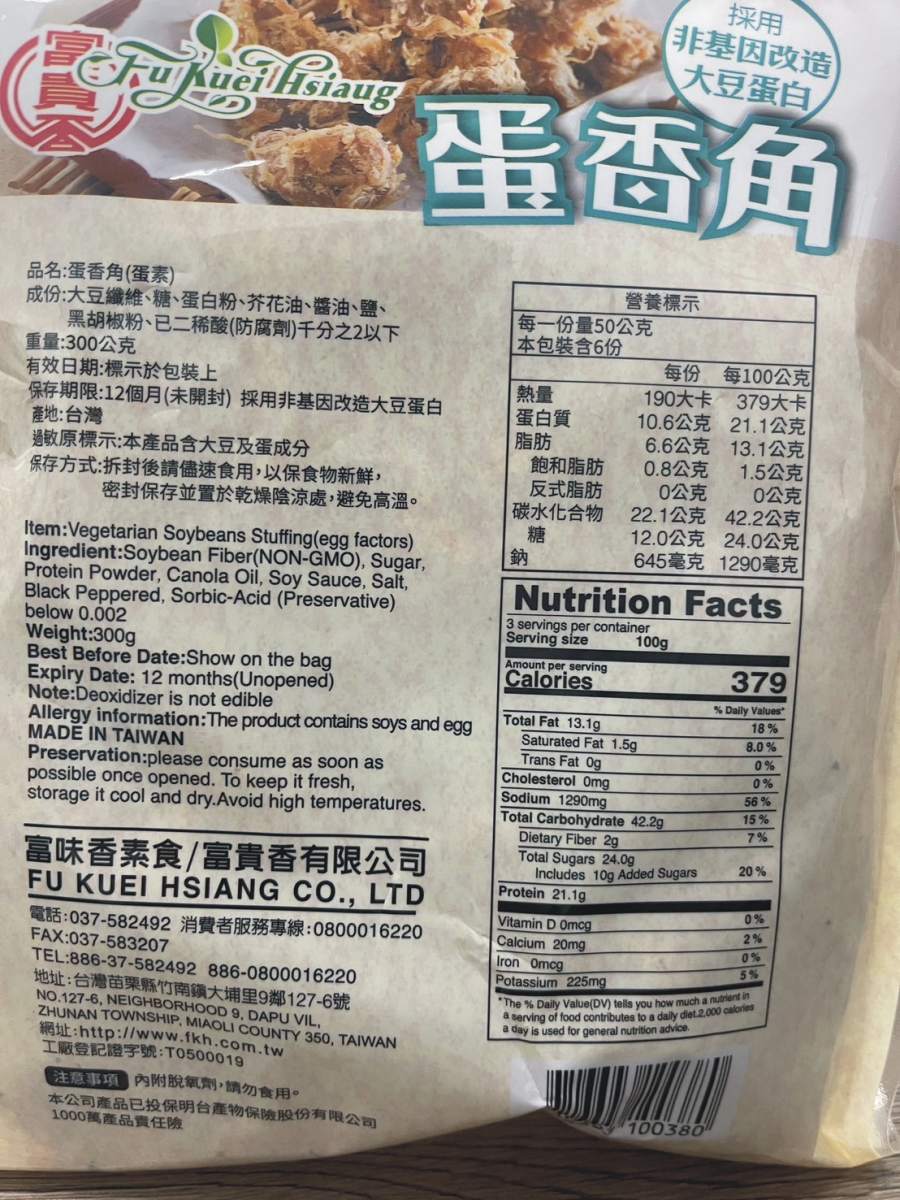 富貴香
Fu Kuei Hsiaug
採用
非基因改造
大豆蛋白
蛋香角
品名:蛋香角(蛋素)
成份:大豆纖維、糖、蛋白粉、芥花油、醬油、鹽、
黑胡椒粉、已二稀酸(防腐劑)千分之2以下
重量:300公克
有效日期:標示於包裝上
保存期限:12個月(未開封) 採用非基因改造大豆蛋白
產地:台灣
過敏原標示:本產品含大豆及蛋成分
保存方式:拆封後請儘速食用,以保食物新鮮,
密封保存並置於乾燥陰涼處,避免高溫。
Item:Vegetarian Soybeans Stuffing(egg factors)
Ingredient:Soybean Fiber(NON-GMO), Sugar,
Protein Powder, Canola Oil, Soy Sauce, Salt,
Black Peppered, Sorbic-Acid (Preservative)
below 0.002
Weight:300g
Best Before Date:Show on the bag
Expiry Date: 12 months(Unopened)
Note:Deoxidizer is not edible
Allergy information:The product contains soys and egg
MADE IN TAIWAN
Preservation:please consume as soon as
possible once opened. To keep it fresh,
storage it cool and dry.Avoid high temperatures.
富味香素食/富貴香有限公司
FU KUEI HSIANG CO., LTD
電話:037-582492 消費者服務專線:0800016220
FAX:037-583207
TEL:886-37-582492 886-0800016220
地址:台灣苗栗縣竹南鎮大埔里9鄰127-6號
NO.127-6, NEIGHBORHOOD 9, DAPU VIL,
ZHUNAN TOWNSHIP, MIAOLI COUNTY 350, TAIWAN
網址:http://www.fkh.com.tw
工廠登記證字號:T0500019
注意事項 內附脫氧劑,請勿食用。
本公司產品已投保明台產物保險股份有限公司
1000萬產品責任險
營養標示
每一份量50公克
本包裝含6份
每份 每100公克
熱量 190大卡 379大卡
蛋白質 10.6公克 21.1公克
脂肪 6.6公克 13.1公克
飽和脂肪 0.8公克 1.5公克
反式脂肪 0公克 0公克
碳水化合物 22.1公克 42.2公克
糖 12.0公克 24.0公克
鈉 645毫克 1290毫克
Nutrition Facts
3 servings per container
Serving size 100g
Amount per serving
Calories 379
% Daily Values*
Total Fat 13.1g 18%
Saturated Fat 1.5g 8.0%
Trans Fat 0g 0%
Cholesterol 0mg 0%
Sodium 1290mg 56%
Total Carbohydrate 42.2g 15%
Dietary Fiber 2g 7%
Total Sugars 24.0g
Includes 10g Added Sugars 20%
Protein 21.1g
Vitamin D 0mcg 0%
Calcium 20mg 2%
Iron 0mcg 0%
Potassium 225mg 5%
*The % Daily Value(DV) tells you how much a nutrient in
a serving of food contributes to a daily diet.2,000 calories
a day is used for general nutrition advice.
100380